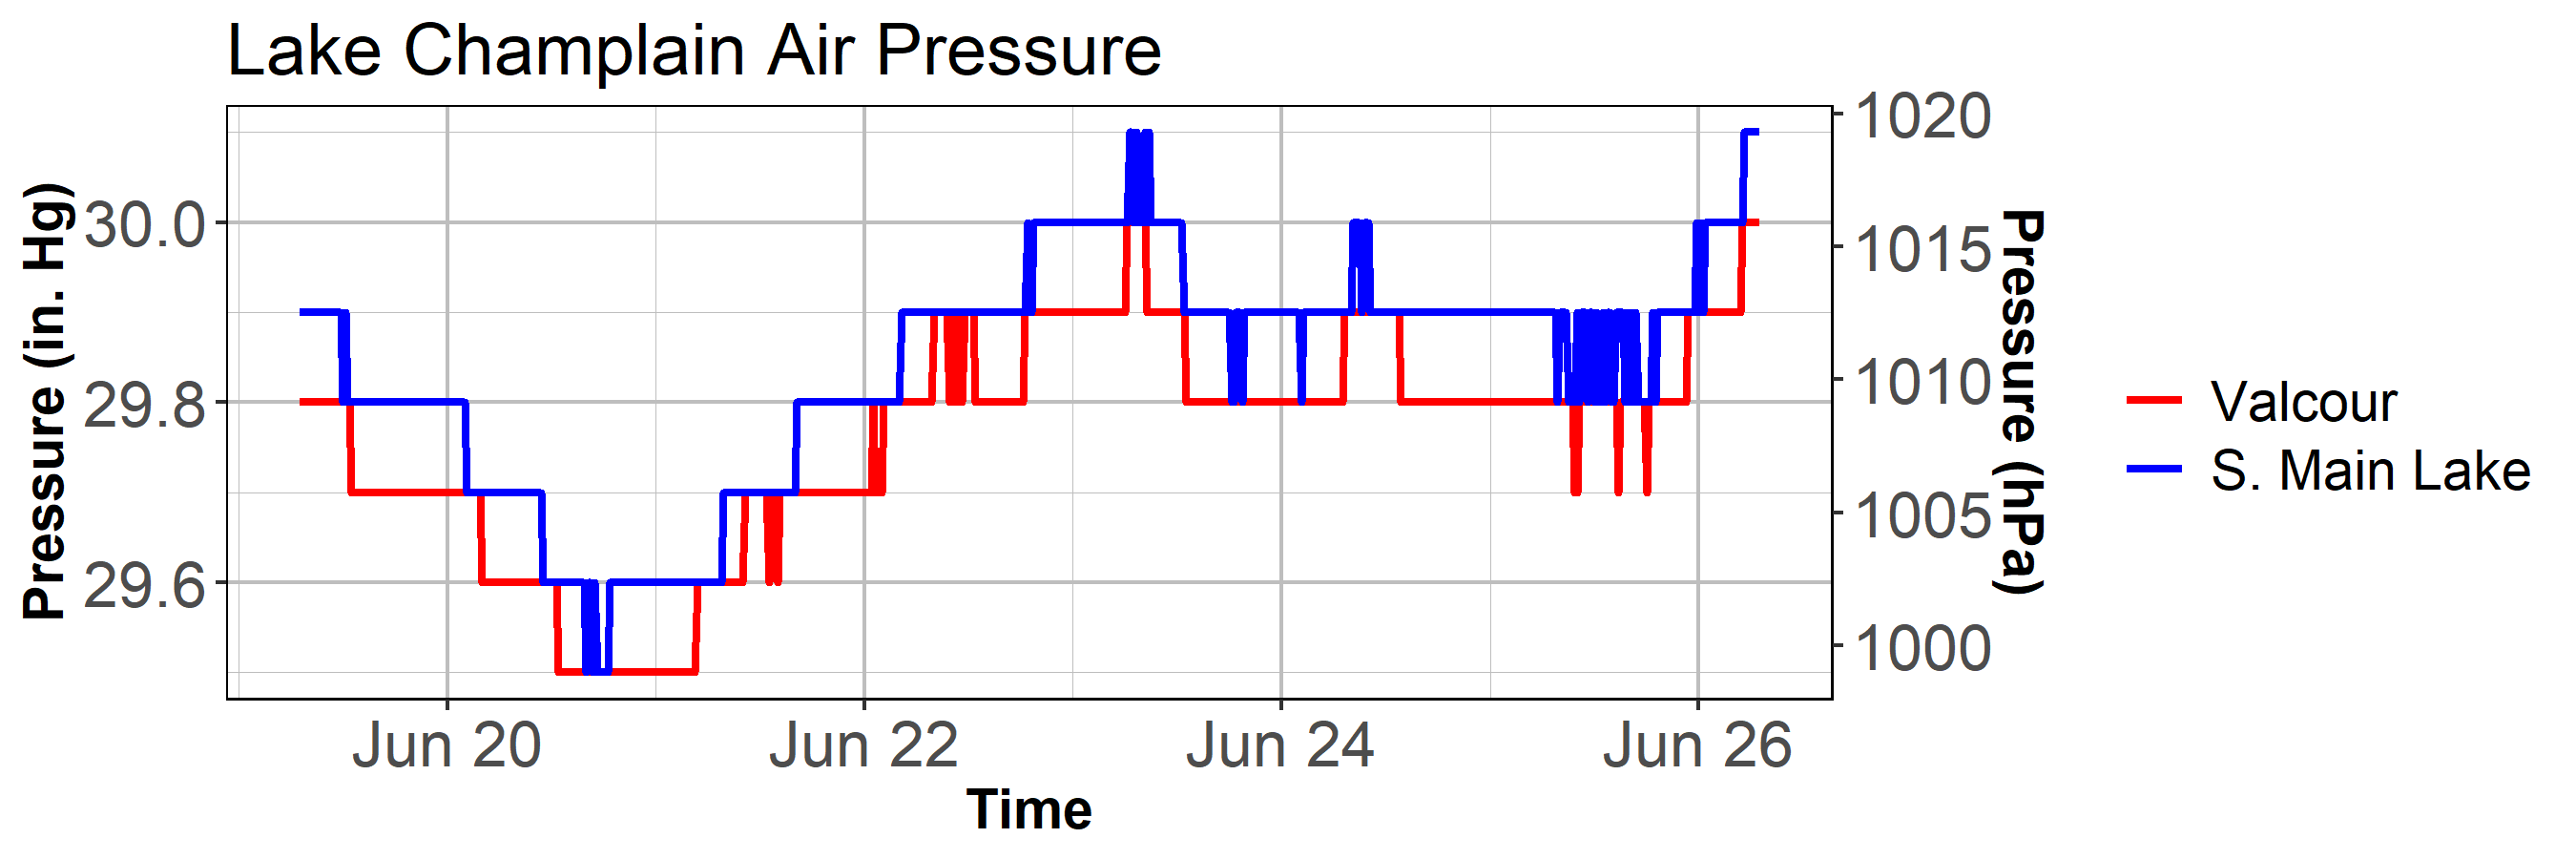 Lake Champlain Air Pressure
Pressure (in. Hg)
30.0
29.8
29.6
1020
1015
1010
1005
1000
Pressure (hPa)
Jun 20
Jun 22
Jun 24
Jun 26
Time
Valcour
S. Main Lake